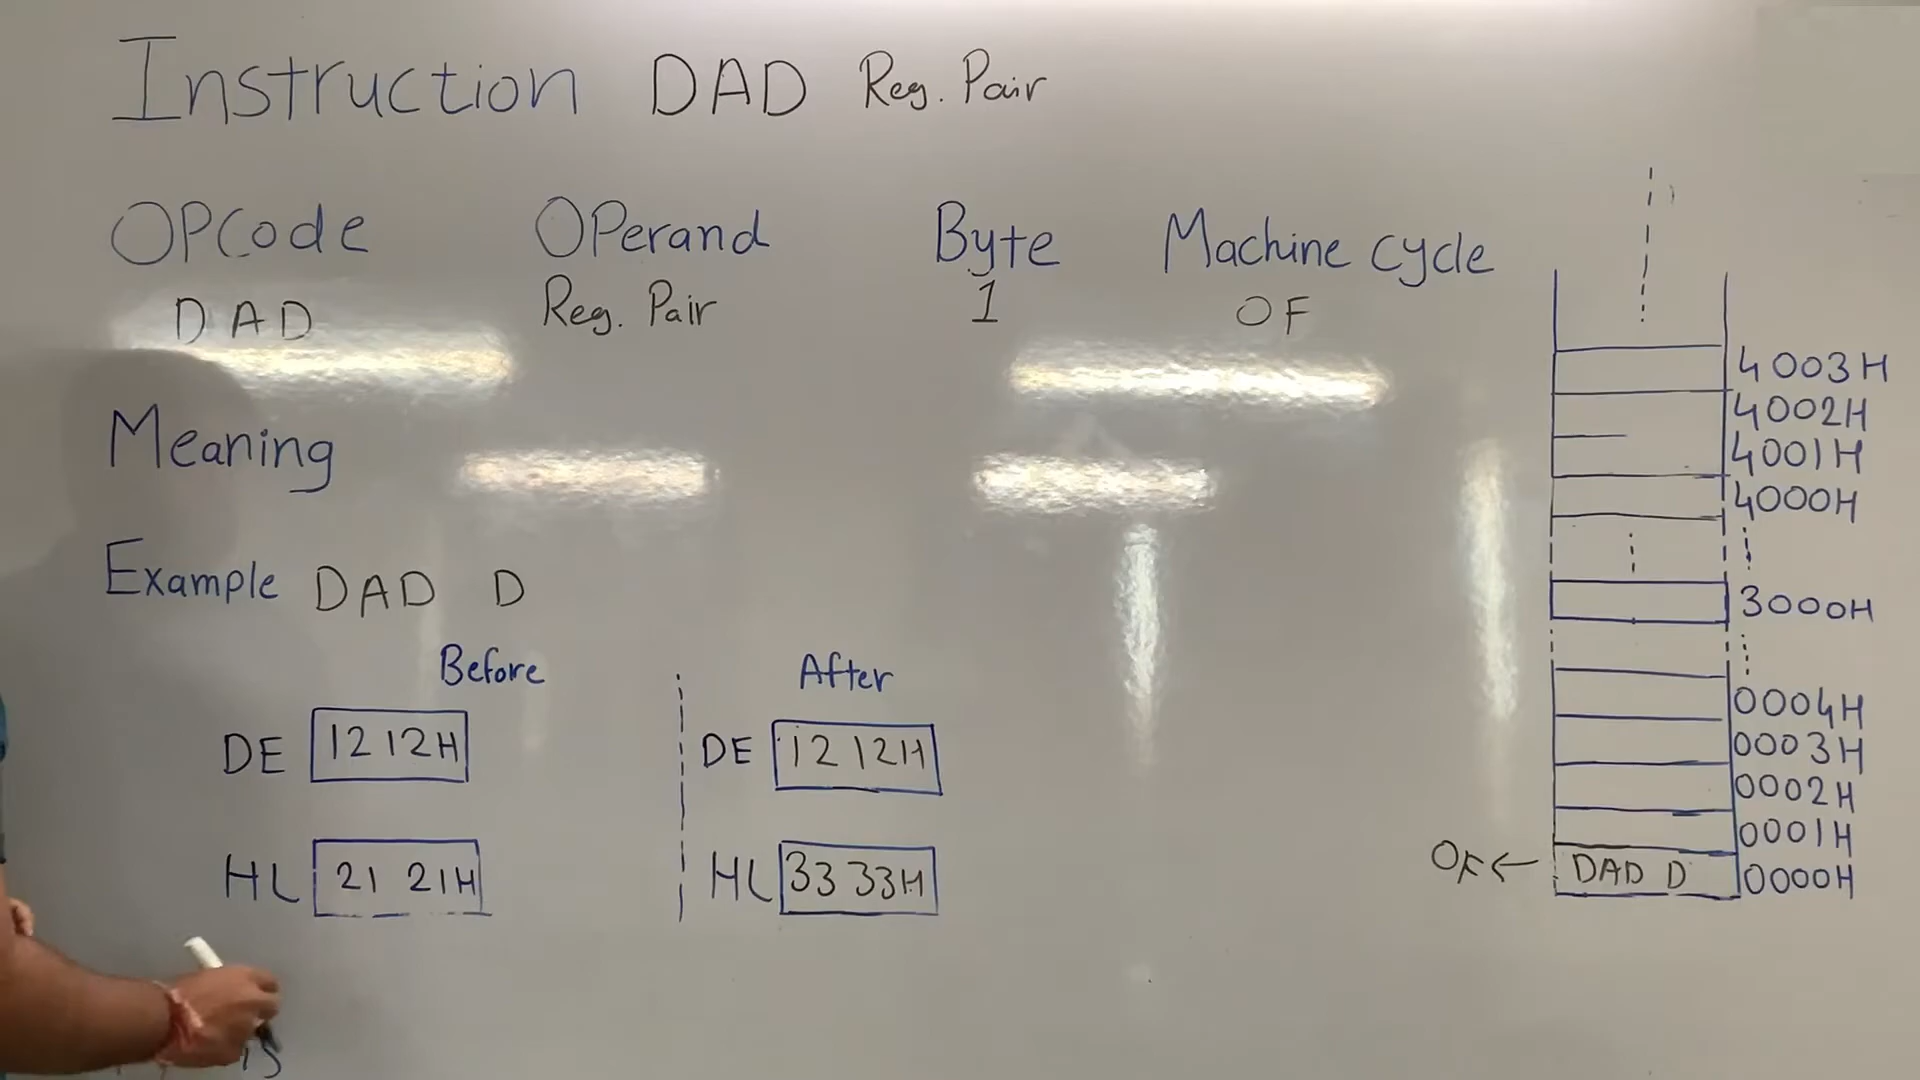 Instruction DAD Reg. Pair
OPCode OPerand Byte Machine cycle
DAD Reg. Pair 1 OF
Meaning
Example DAD D
Before After
DE 1212H DE 1212H
HL 2121H HL 3333H
4003H
4002H
4001H
4000H
3000H
0004H
0003H
0002H
0001H
OF ← DAD D 0000H